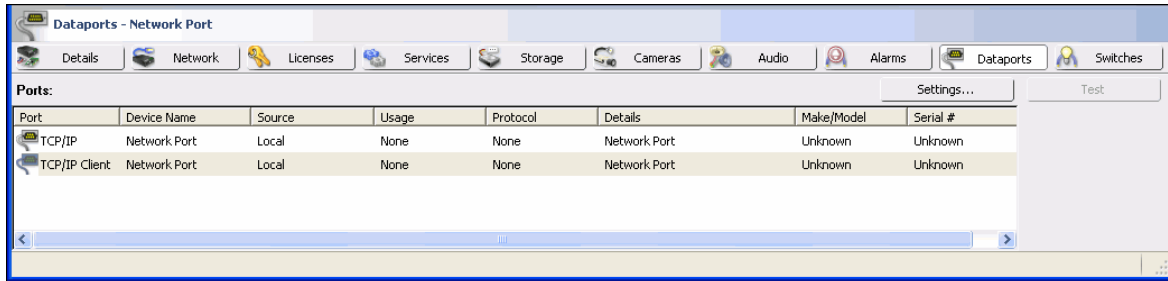 Dataports - Network Port
Details Network Licenses Services Storage Cameras Audio Alarms Dataports Switches
Ports: Settings... Test
Port Device Name Source Usage Protocol Details Make/Model Serial #
TCP/IP Network Port Local None None Network Port Unknown Unknown
TCP/IP Client Network Port Local None None Network Port Unknown Unknown